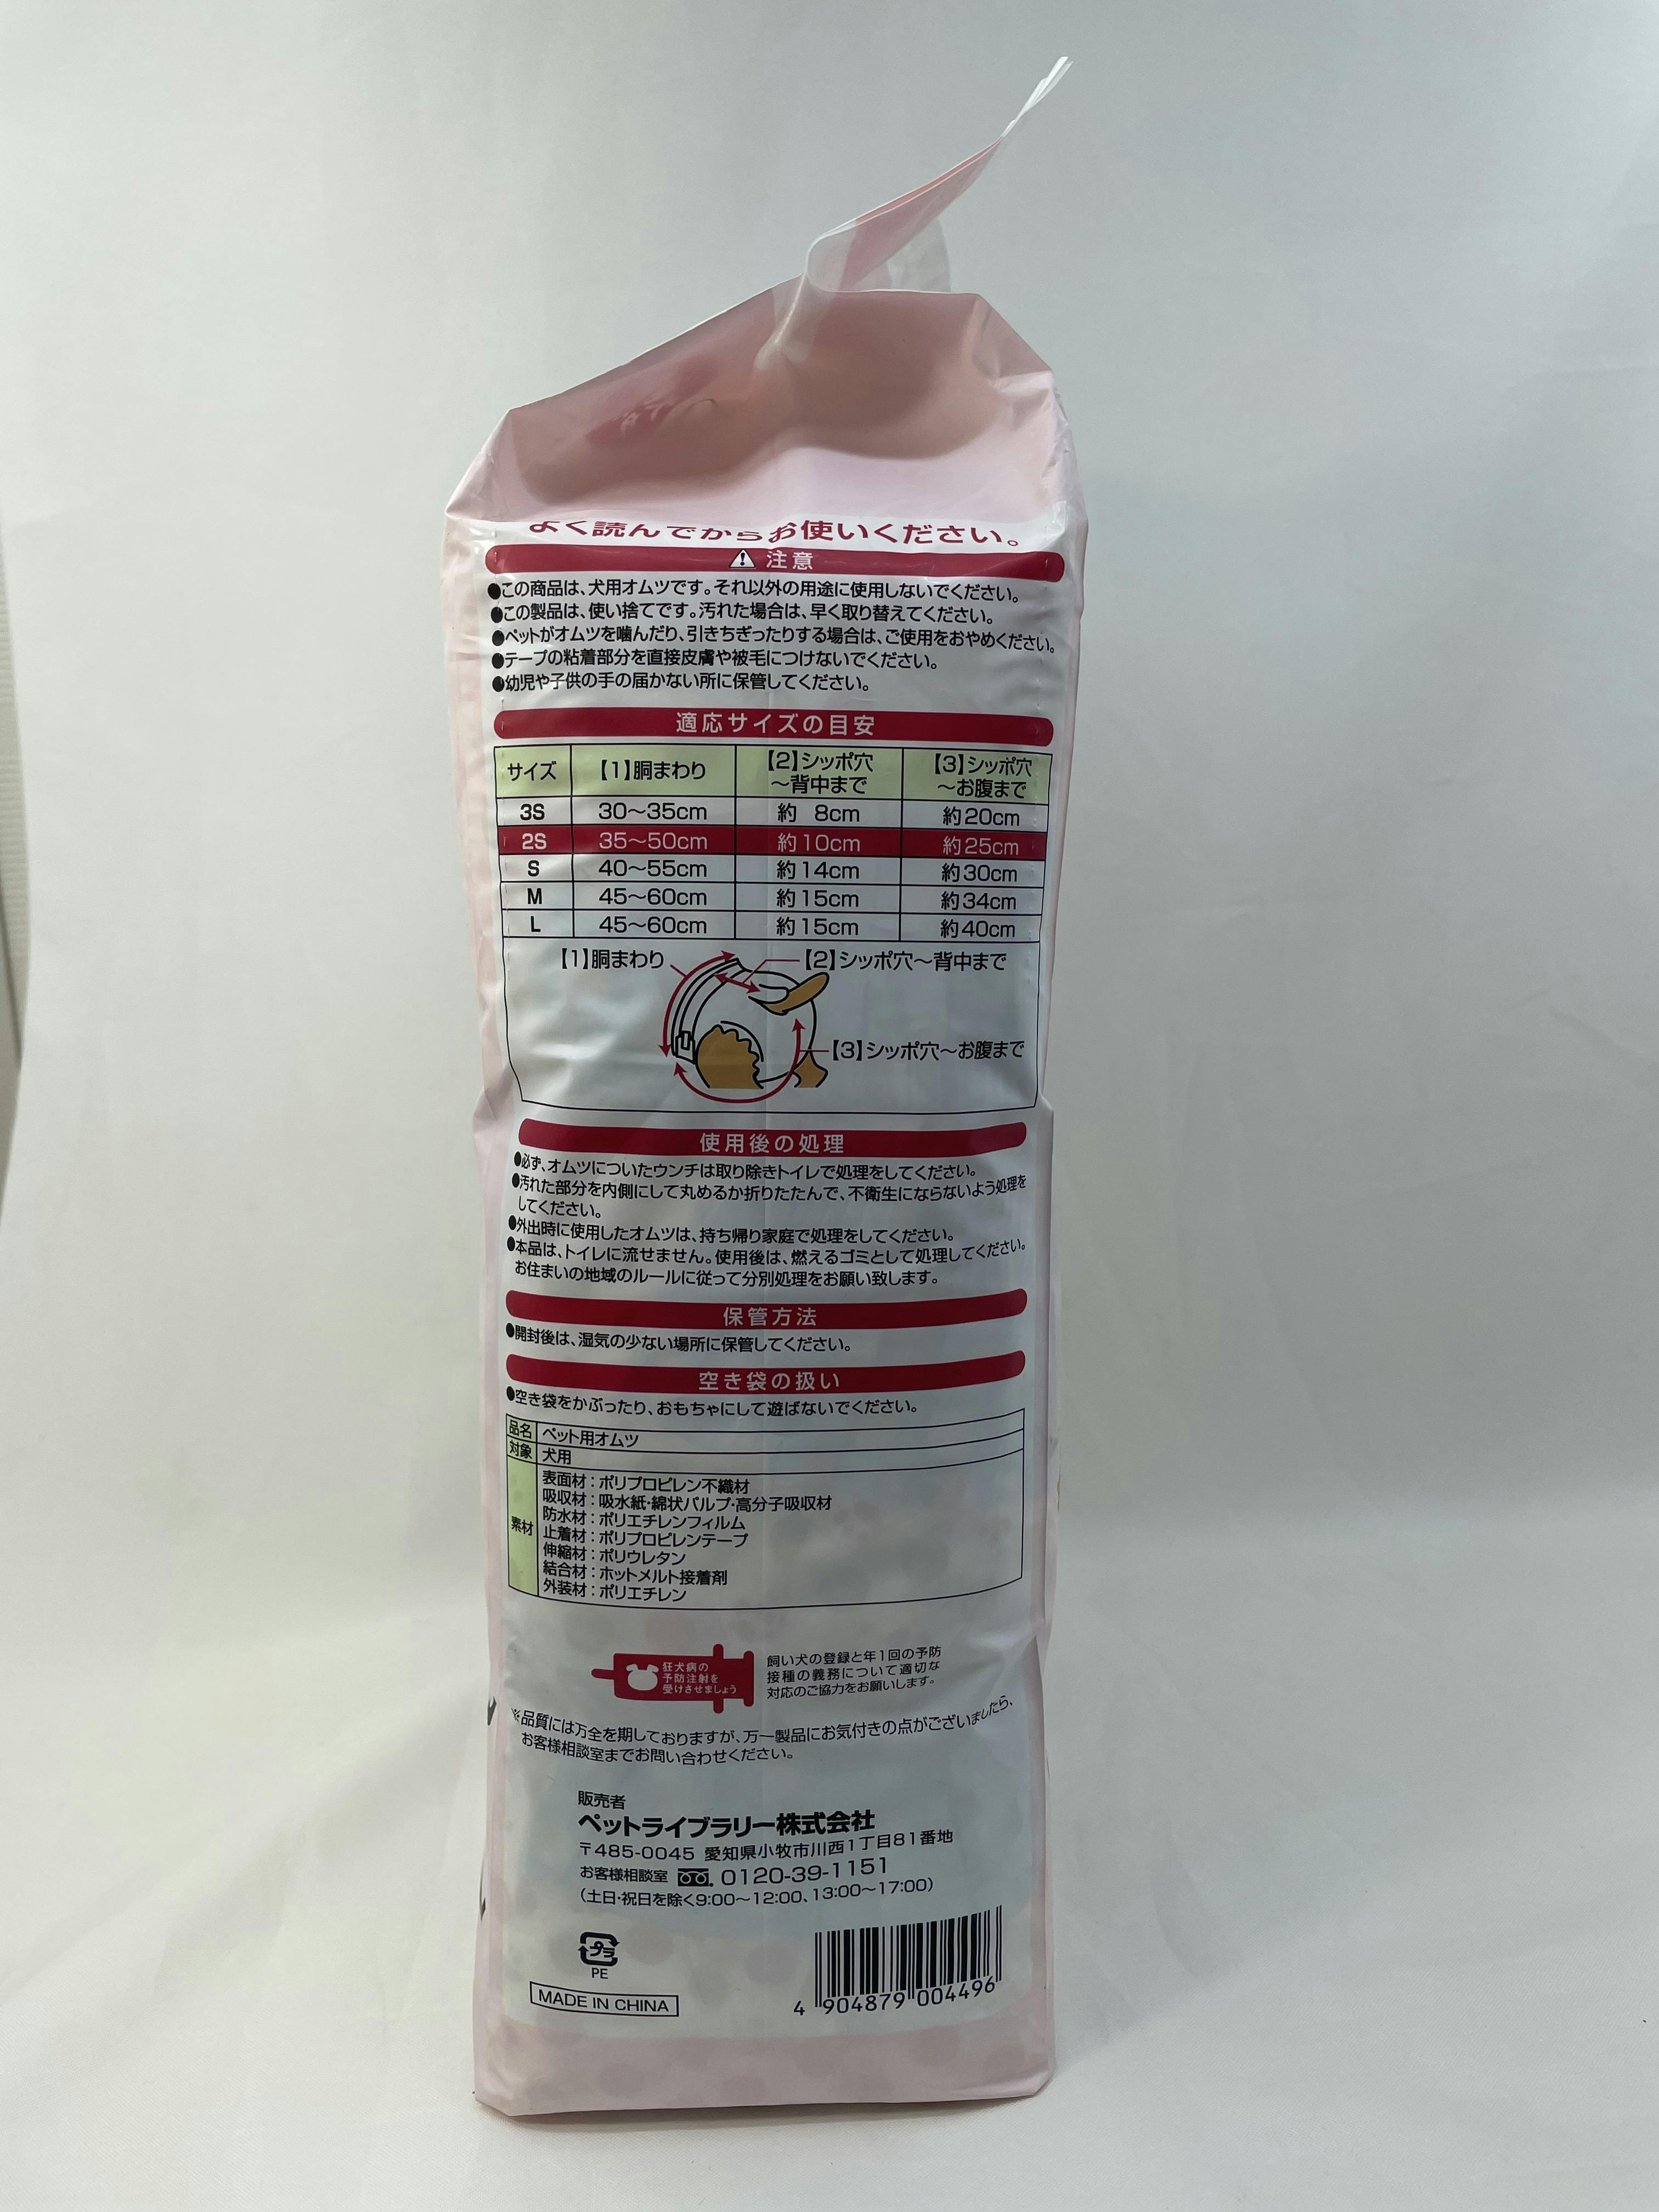 よく読んでからお使いください。
注意
●この商品は、犬用オムツです。それ以外の用途に使用しないでください。
●この製品は、使い捨てです。汚れた場合は、早く取り替えてください。
●ペットがオムツを噛んだり、引きちぎったりする場合は、ご使用をおやめください。
●テープの粘着部分を直接皮膚や被毛につけないでください。
●幼児や子供の手の届かない所に保管してください。
適応サイズの目安
サイズ 【1】胴まわり 【2】シッポ穴～背中まで 【3】シッポ穴～お腹まで
3S 30～35cm 約 8cm 約20cm
2S 35～50cm 約10cm 約25cm
S 40～55cm 約14cm 約30cm
M 45～60cm 約15cm 約34cm
L 45～60cm 約15cm 約40cm
【1】胴まわり 【2】シッポ穴～背中まで
【3】シッポ穴～お腹まで
使用後の処理
●必ず、オムツについたウンチは取り除きトイレで処理をしてください。
●汚れた部分を内側にして丸めるか折りたたんで、不衛生にならないよう処理を
してください。
●外出時に使用したオムツは、持ち帰り家庭で処理をしてください。
●本品は、トイレに流せません。使用後は、燃えるゴミとして処理してください。
お住まいの地域のルールに従って分別処理をお願い致します。
保管方法
●開封後は、湿気の少ない場所に保管してください。
空き袋の扱い
●空き袋をかぶったり、おもちゃにして遊ばないでください。
品名 ペット用オムツ
対象 犬用
素材
表面材：ポリプロピレン不織材
吸収材：吸水紙・綿状パルプ・高分子吸収材
防水材：ポリエチレンフィルム
止着材：ポリプロピレンテープ
伸縮材：ポリウレタン
結合材：ホットメルト接着剤
外装材：ポリエチレン
狂犬病の
予防注射を
受けさせましょう
飼い犬の登録と年1回の予防
接種の義務について適切な
対応のご協力をお願いします。
※品質には万全を期しておりますが、万一製品にお気付きの点がございましたら、
お客様相談室までお問い合わせください。
販売者
ペットライブラリー株式会社
〒485-0045 愛知県小牧市川西1丁目81番地
お客様相談室 0120-39-1151
（土日・祝日を除く9:00～12:00、13:00～17:00）
プラ
PE
MADE IN CHINA
4 904879 004496